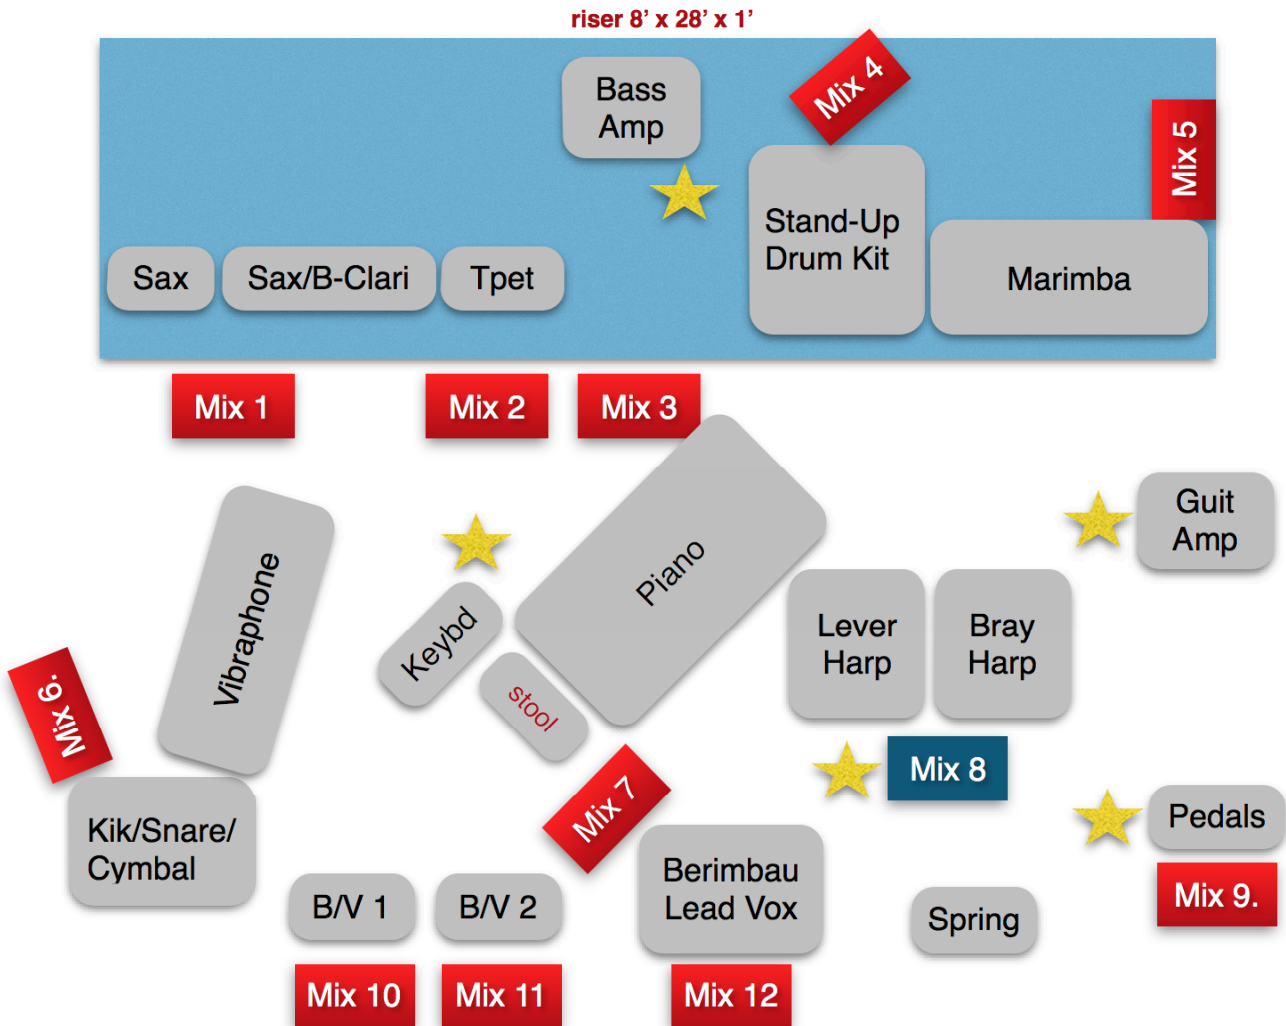 riser 8’ x 28’ x 1’
Bass
Amp
Mix 4
Mix 5
Stand-Up
Drum Kit
Sax
Sax/B-Clari
Tpet
Marimba
Mix 1
Mix 2
Mix 3
Guit
Amp
Vibraphone
Piano
Keybd
stool
Lever
Harp
Bray
Harp
Mix 6.
Mix 7
Mix 8
Kik/Snare/
Cymbal
Pedals
Berimbau
Lead Vox
B/V 1
B/V 2
Spring
Mix 9.
Mix 10
Mix 11
Mix 12